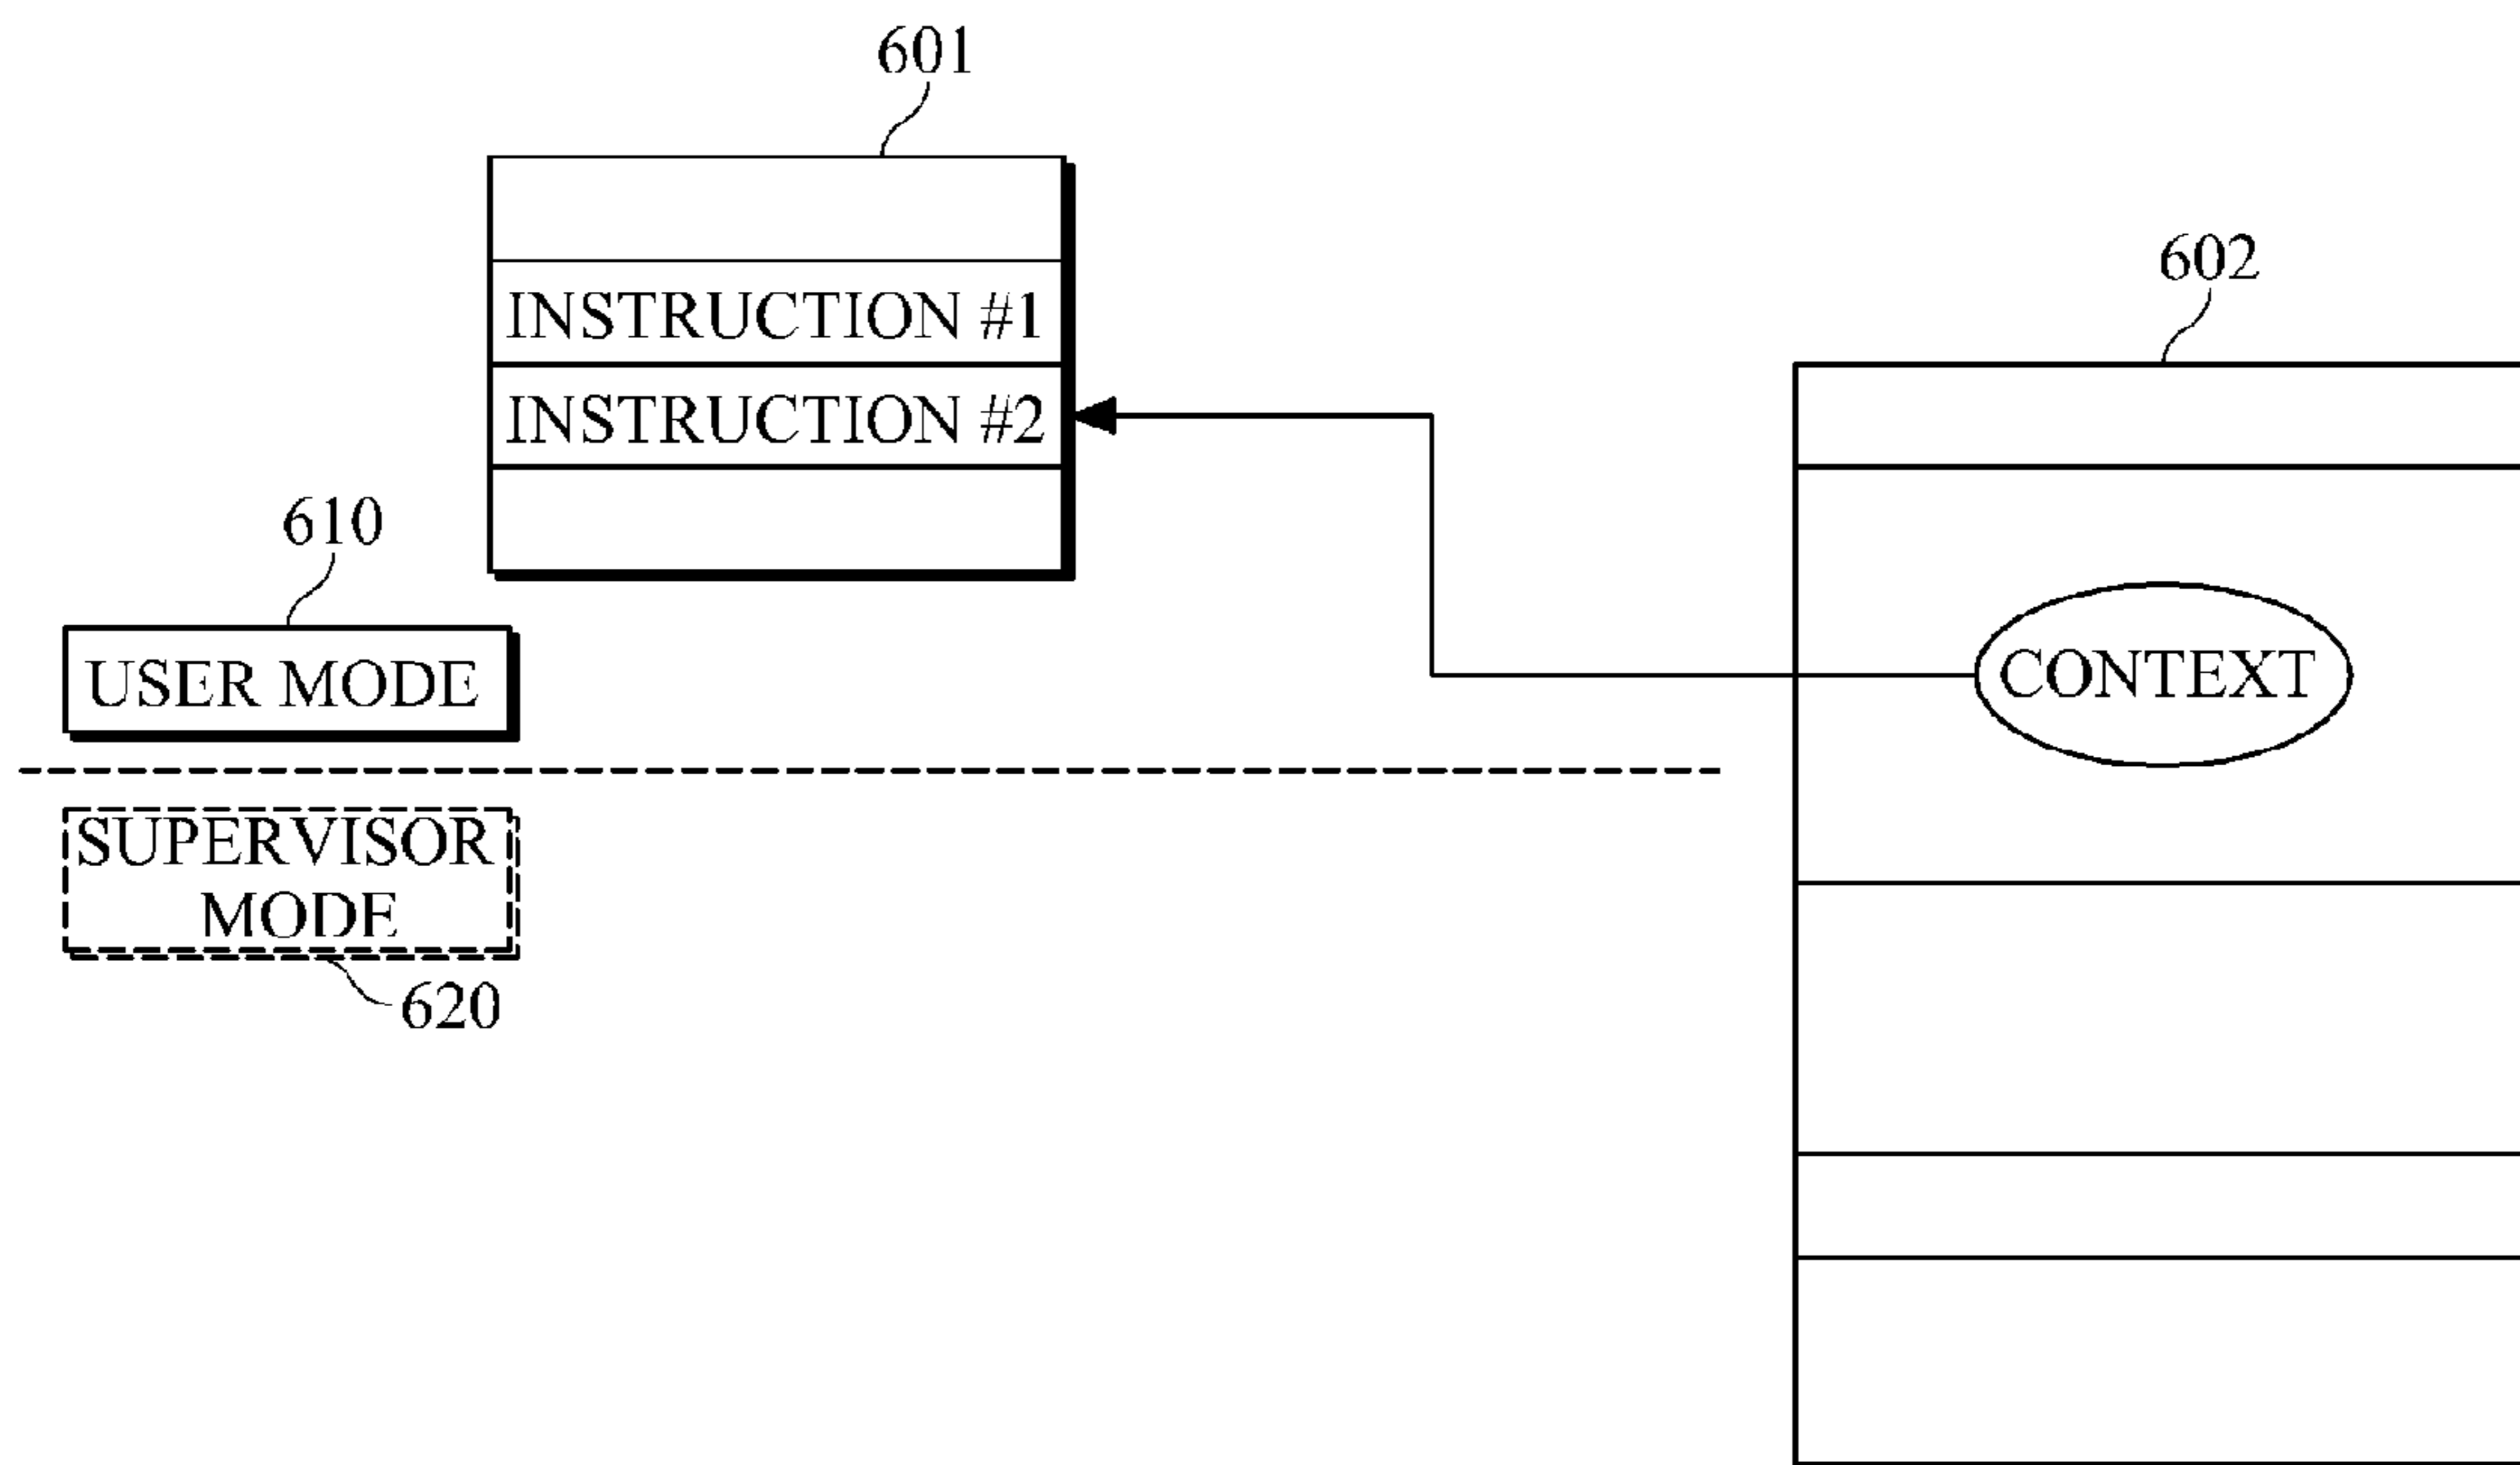 601
INSTRUCTION #1
INSTRUCTION #2
602
CONTEXT
610
USER MODE
SUPERVISOR
MODE
620